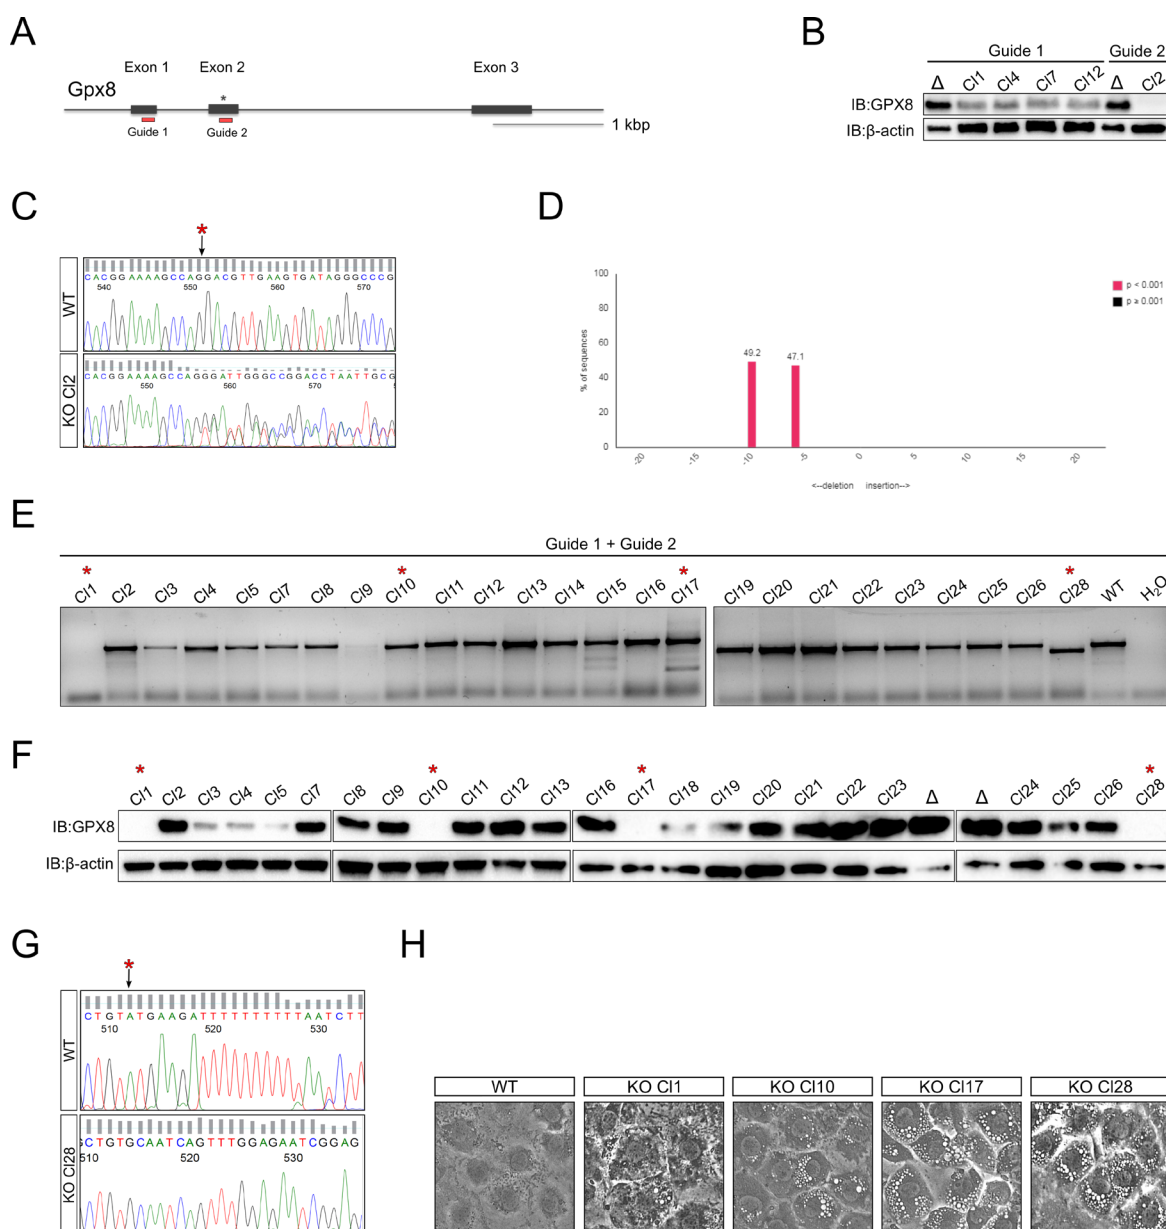 A
Exon 1 Exon 2 Exon 3
Gpx8 *
Guide 1 Guide 2
1 kbp
B
Guide 1 Guide 2
Δ Cl1 Cl4 Cl7 Cl12 Δ Cl2
IB:GPX8
IB:β-actin
C
*
WT
CACGGAAAAGCCAGGACGTTGAAGTGATAGGGCCCG
540 550 560 570
KO Cl2
CACGGAAAAGCCAGGGATTGGGCCGGACCTAATTGCG
550 560 570
D
% of sequences
100
80
60
40
20
0
49.2 47.1
-20 -15 -10 -5 0 5 10 15 20
<--deletion insertion-->
p < 0.001
p ≥ 0.001
E
Guide 1 + Guide 2
* * * *
Cl1 Cl2 Cl3 Cl4 Cl5 Cl7 Cl8 Cl9 Cl10 Cl11 Cl12 Cl13 Cl14 Cl15 Cl16 Cl17 Cl19 Cl20 Cl21 Cl22 Cl23 Cl24 Cl25 Cl26 Cl28 WT H₂O
F
* * * *
Cl1 Cl2 Cl3 Cl4 Cl5 Cl7 Cl8 Cl9 Cl10 Cl11 Cl12 Cl13 Cl16 Cl17 Cl18 Cl19 Cl20 Cl21 Cl22 Cl23 Δ Δ Cl24 Cl25 Cl26 Cl28
IB:GPX8
IB:β-actin
G
*
WT
CTGTATGAAGATTTTTTTTTTAATCTT
510 520 530
KO Cl28
GCTGTGCAATCAGTTTGGAGAATCGGAG
510 520 530
H
WT KO Cl1 KO Cl10 KO Cl17 KO Cl28